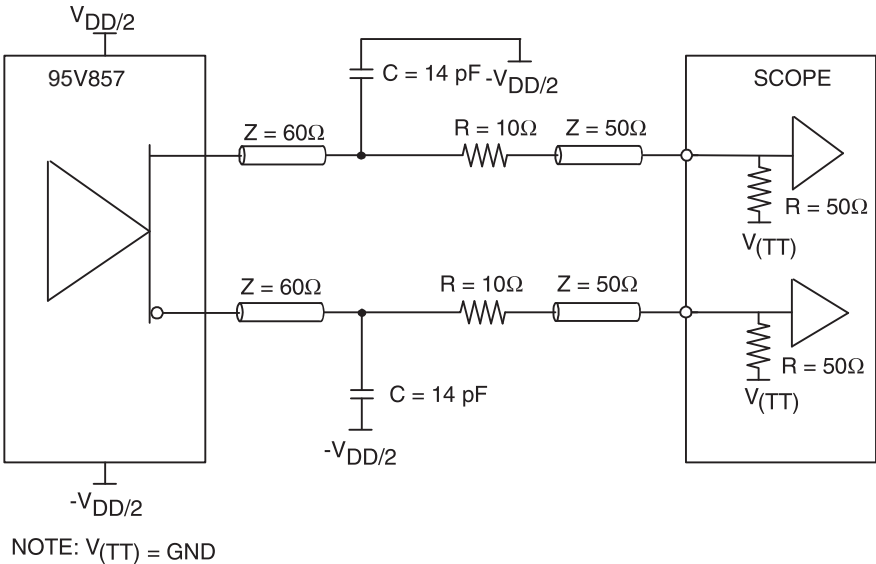 VDD/2
95V857
C = 14 pF
-VDD/2
SCOPE
Z = 60Ω
R = 10Ω
Z = 50Ω
R = 50Ω
V(TT)
Z = 60Ω
R = 10Ω
Z = 50Ω
R = 50Ω
V(TT)
C = 14 pF
-VDD/2
-VDD/2
NOTE: V(TT) = GND